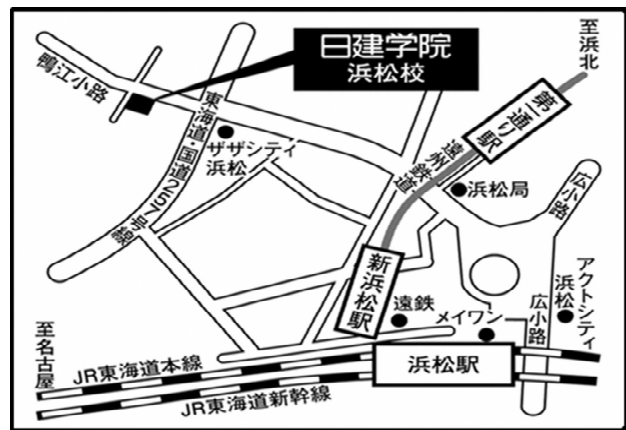 日建学院
浜松校
至浜北
鴨江小路
東海道・国道257号線
ザザシティ
浜松
第一通り駅
遠州鉄道
浜松局
広小路
新浜松駅
遠鉄
メイワン
広小路
浜松
アクトシティ
至名古屋
JR東海道本線
浜松駅
JR東海道新幹線